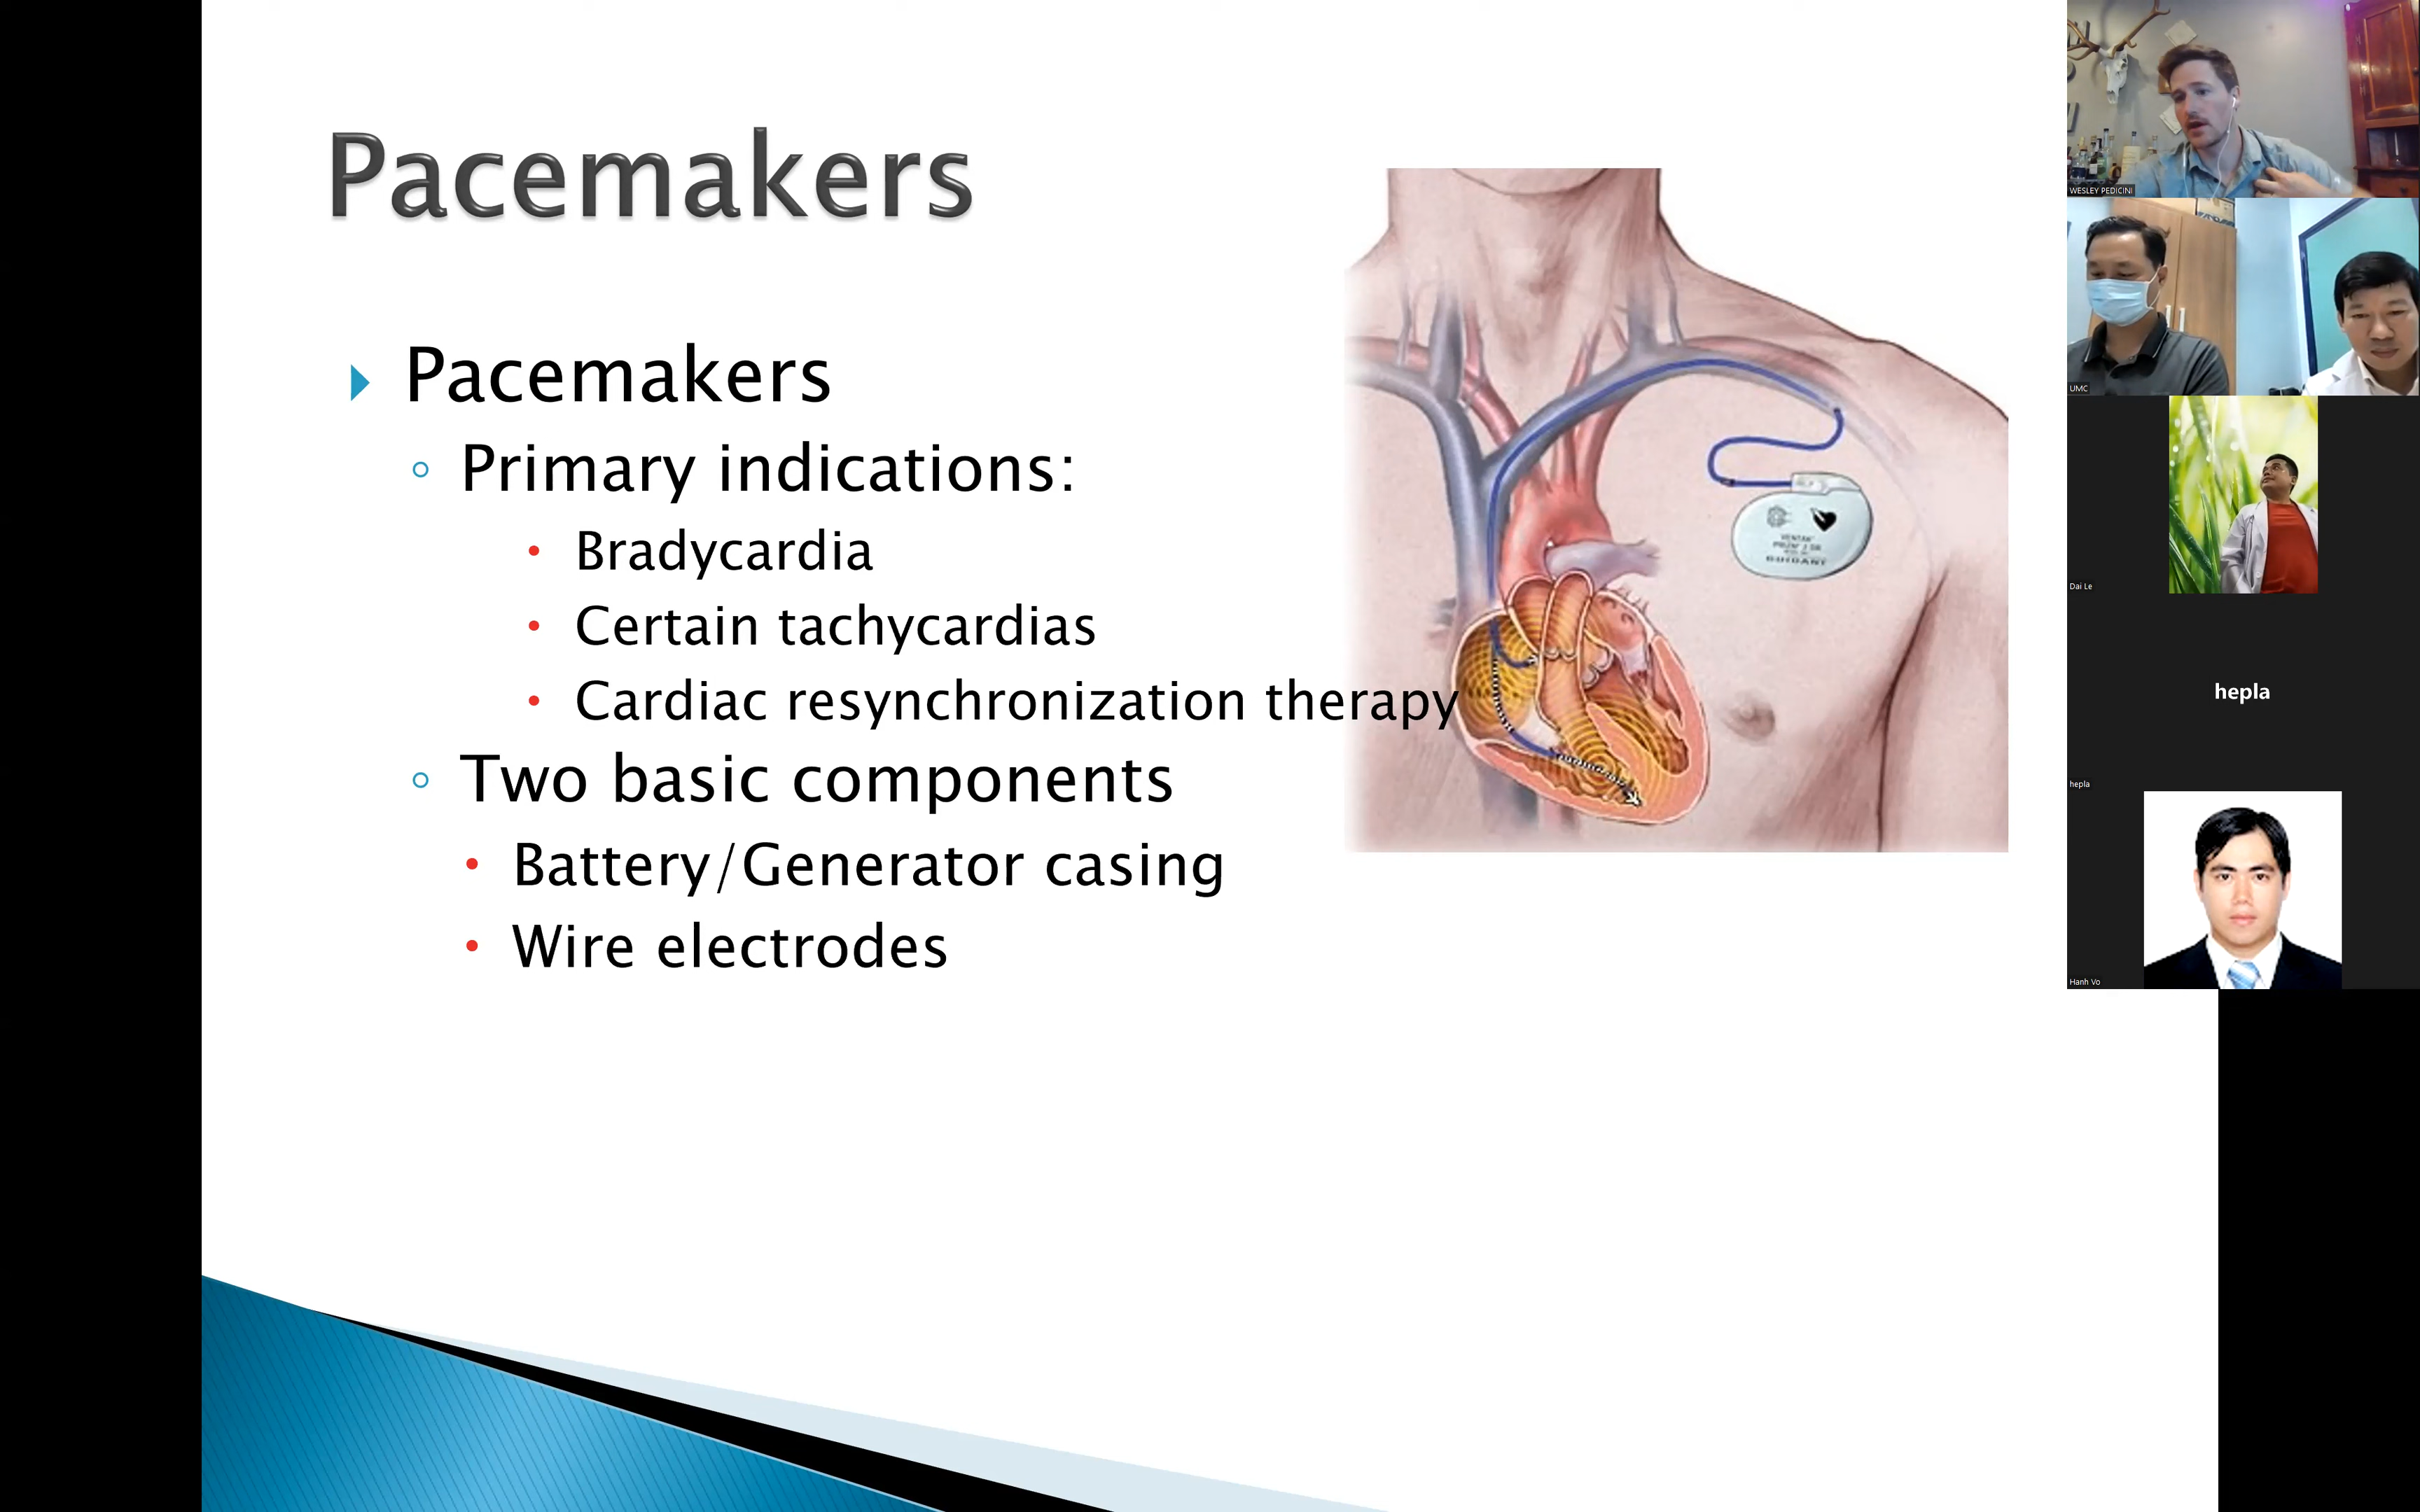 Pacemakers
Pacemakers
Primary indications:
Bradycardia
Certain tachycardias
Cardiac resynchronization therapy
Two basic components
Battery/Generator casing
Wire electrodes
GUIDANT
WESLEY PEDICINI
UMC
Dai Le
hepla
hepla
Hanh Vo